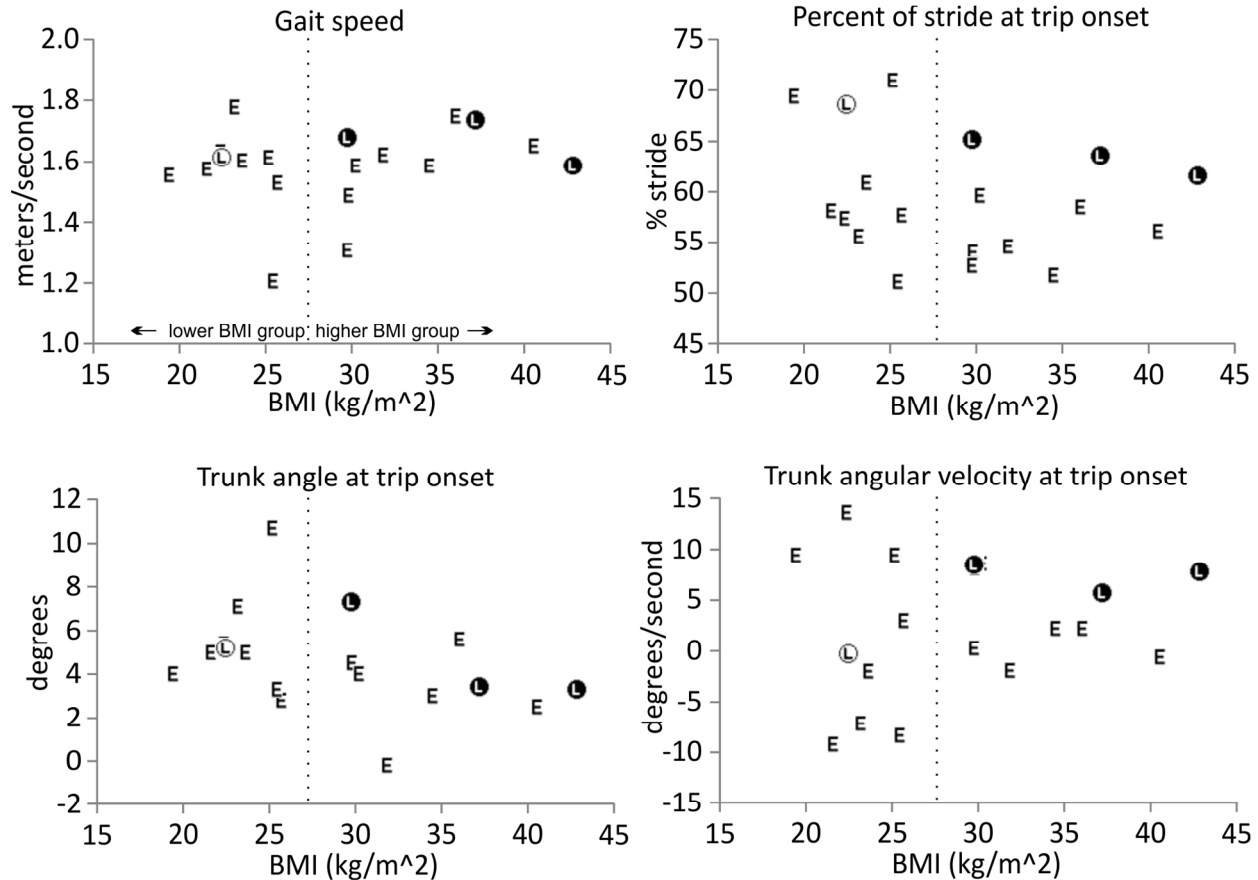 Gait speed
2.0
1.8
1.6
1.4
1.2
1.0
meters/second
E E L E E E E E L E E E E E E L E L
lower BMI group higher BMI group
15 20 25 30 35 40 45
BMI (kg/m^2)
Percent of stride at trip onset
75
70
65
60
55
50
45
% stride
E L E E E E E E E L E E E E E E L E L
15 20 25 30 35 40 45
BMI (kg/m^2)
Trunk angle at trip onset
12
10
8
6
4
2
0
-2
degrees
E E L E E E E E L E E E E E L E L
15 20 25 30 35 40 45
BMI (kg/m^2)
Trunk angular velocity at trip onset
15
10
5
0
-5
-10
-15
degrees/second
E E E L E E E E E L E E E E L E L
15 20 25 30 35 40 45
BMI (kg/m^2)